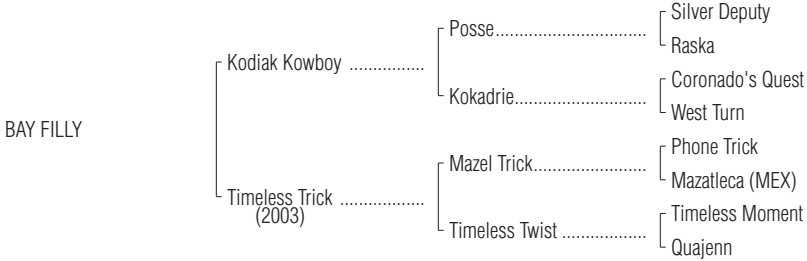 Silver Deputy
Posse..................................
Raska
Kodiak Kowboy ................
Coronado's Quest
Kokadrie..............................
West Turn
BAY FILLY
Phone Trick
Mazel Trick..........................
Mazatleca (MEX)
Timeless Trick ..................
(2003)
Timeless Moment
Timeless Twist ...................
Quajenn